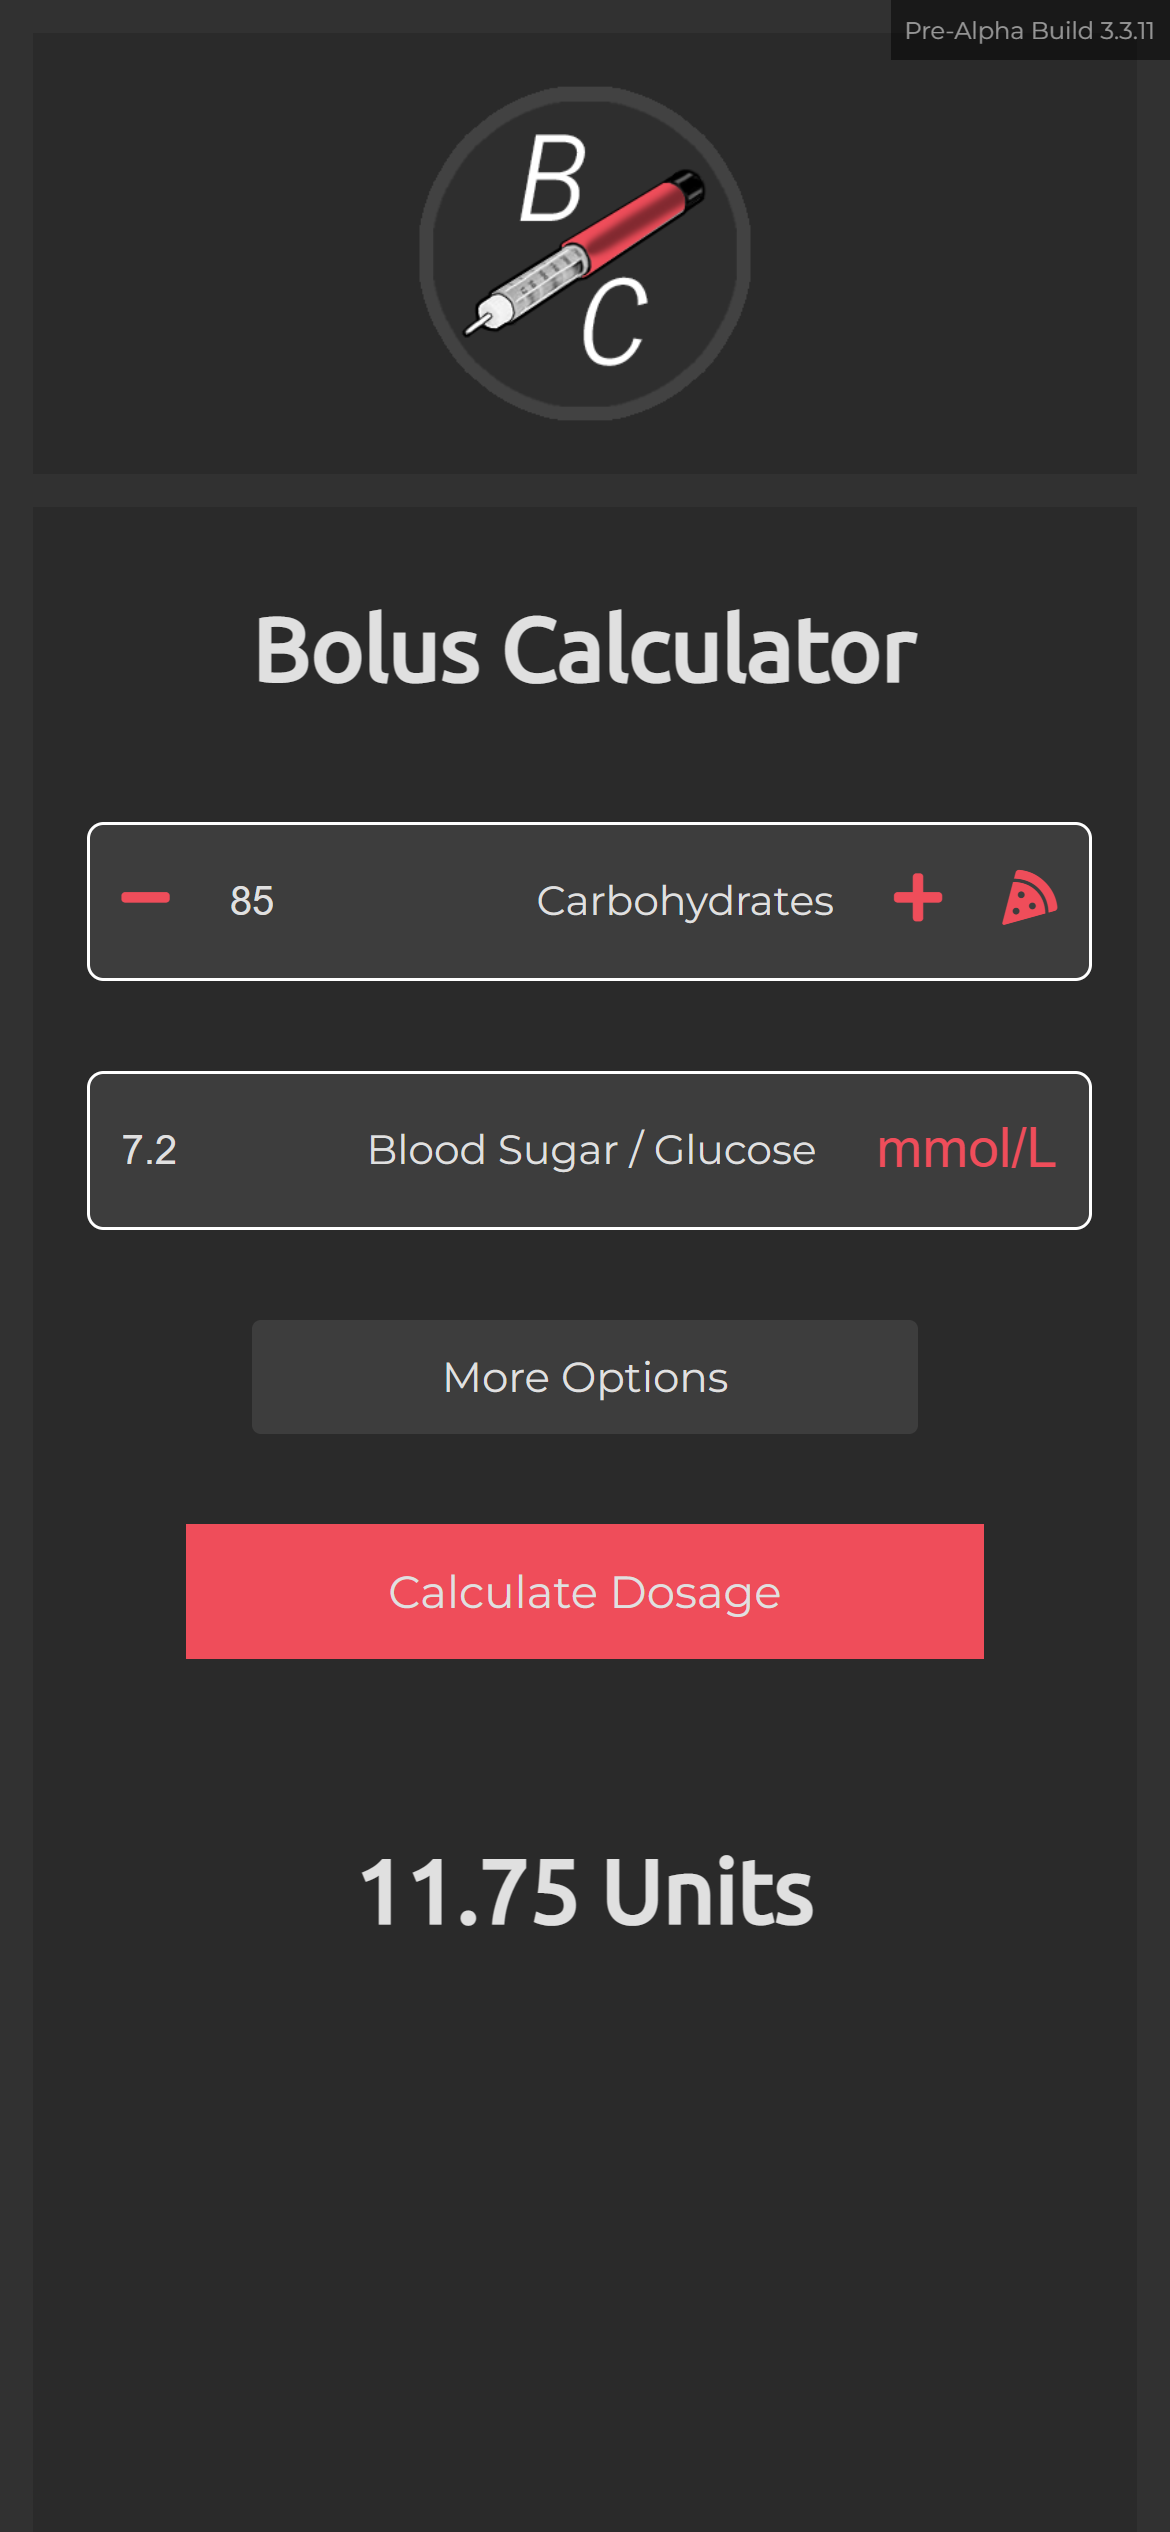 Pre-Alpha Build 3.3.11
B
C
Bolus Calculator
85 Carbohydrates
7.2 Blood Sugar / Glucose mmol/L
More Options
Calculate Dosage
11.75 Units